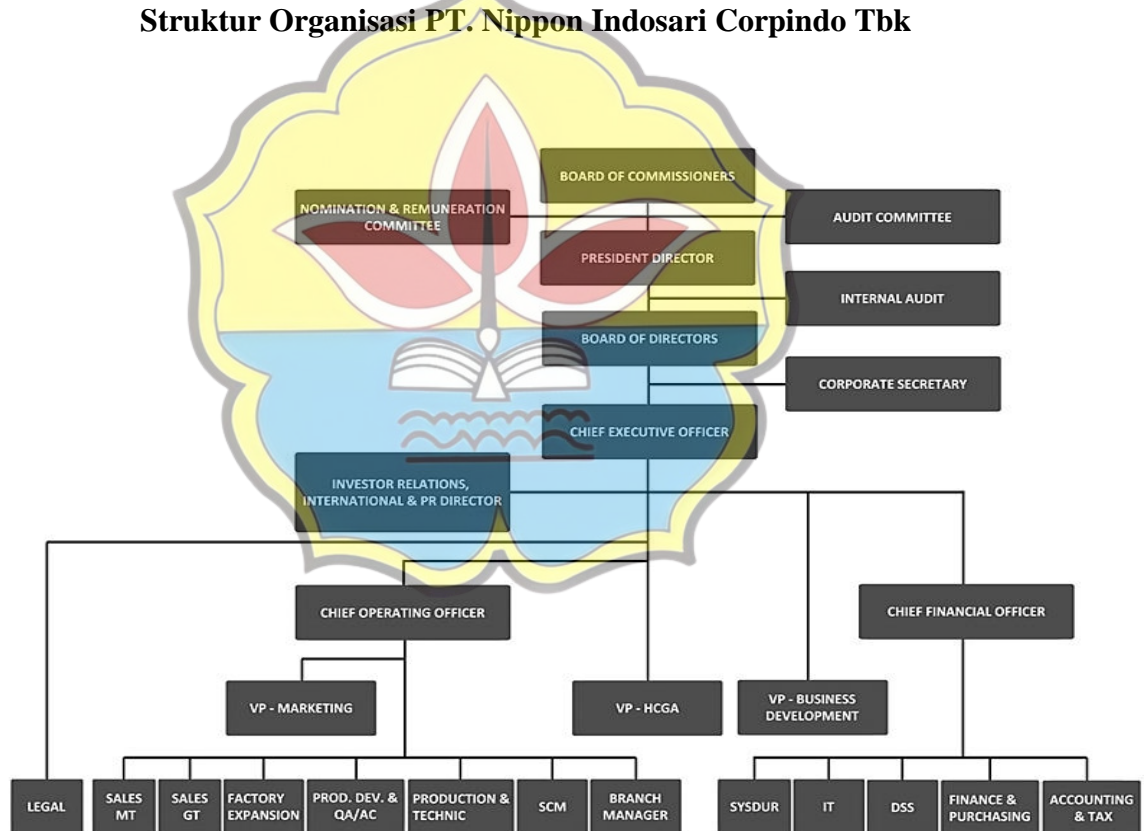 Struktur Organisasi PT. Nippon Indosari Corpindo Tbk
BOARD OF COMMISSIONERS
NOMINATION & REMUNERATION
COMMITTEE
AUDIT COMMITTEE
PRESIDENT DIRECTOR
INTERNAL AUDIT
BOARD OF DIRECTORS
CORPORATE SECRETARY
CHIEF EXECUTIVE OFFICER
INVESTOR RELATIONS,
INTERNATIONAL & PR DIRECTOR
CHIEF OPERATING OFFICER
CHIEF FINANCIAL OFFICER
VP - MARKETING
VP - HCGA
VP - BUSINESS
DEVELOPMENT
LEGAL
SALES
MT
SALES
GT
FACTORY
EXPANSION
PROD. DEV. &
QA/AC
PRODUCTION &
TECHNIC
SCM
BRANCH
MANAGER
SYSDUR
IT
DSS
FINANCE &
PURCHASING
ACCOUNTING
& TAX